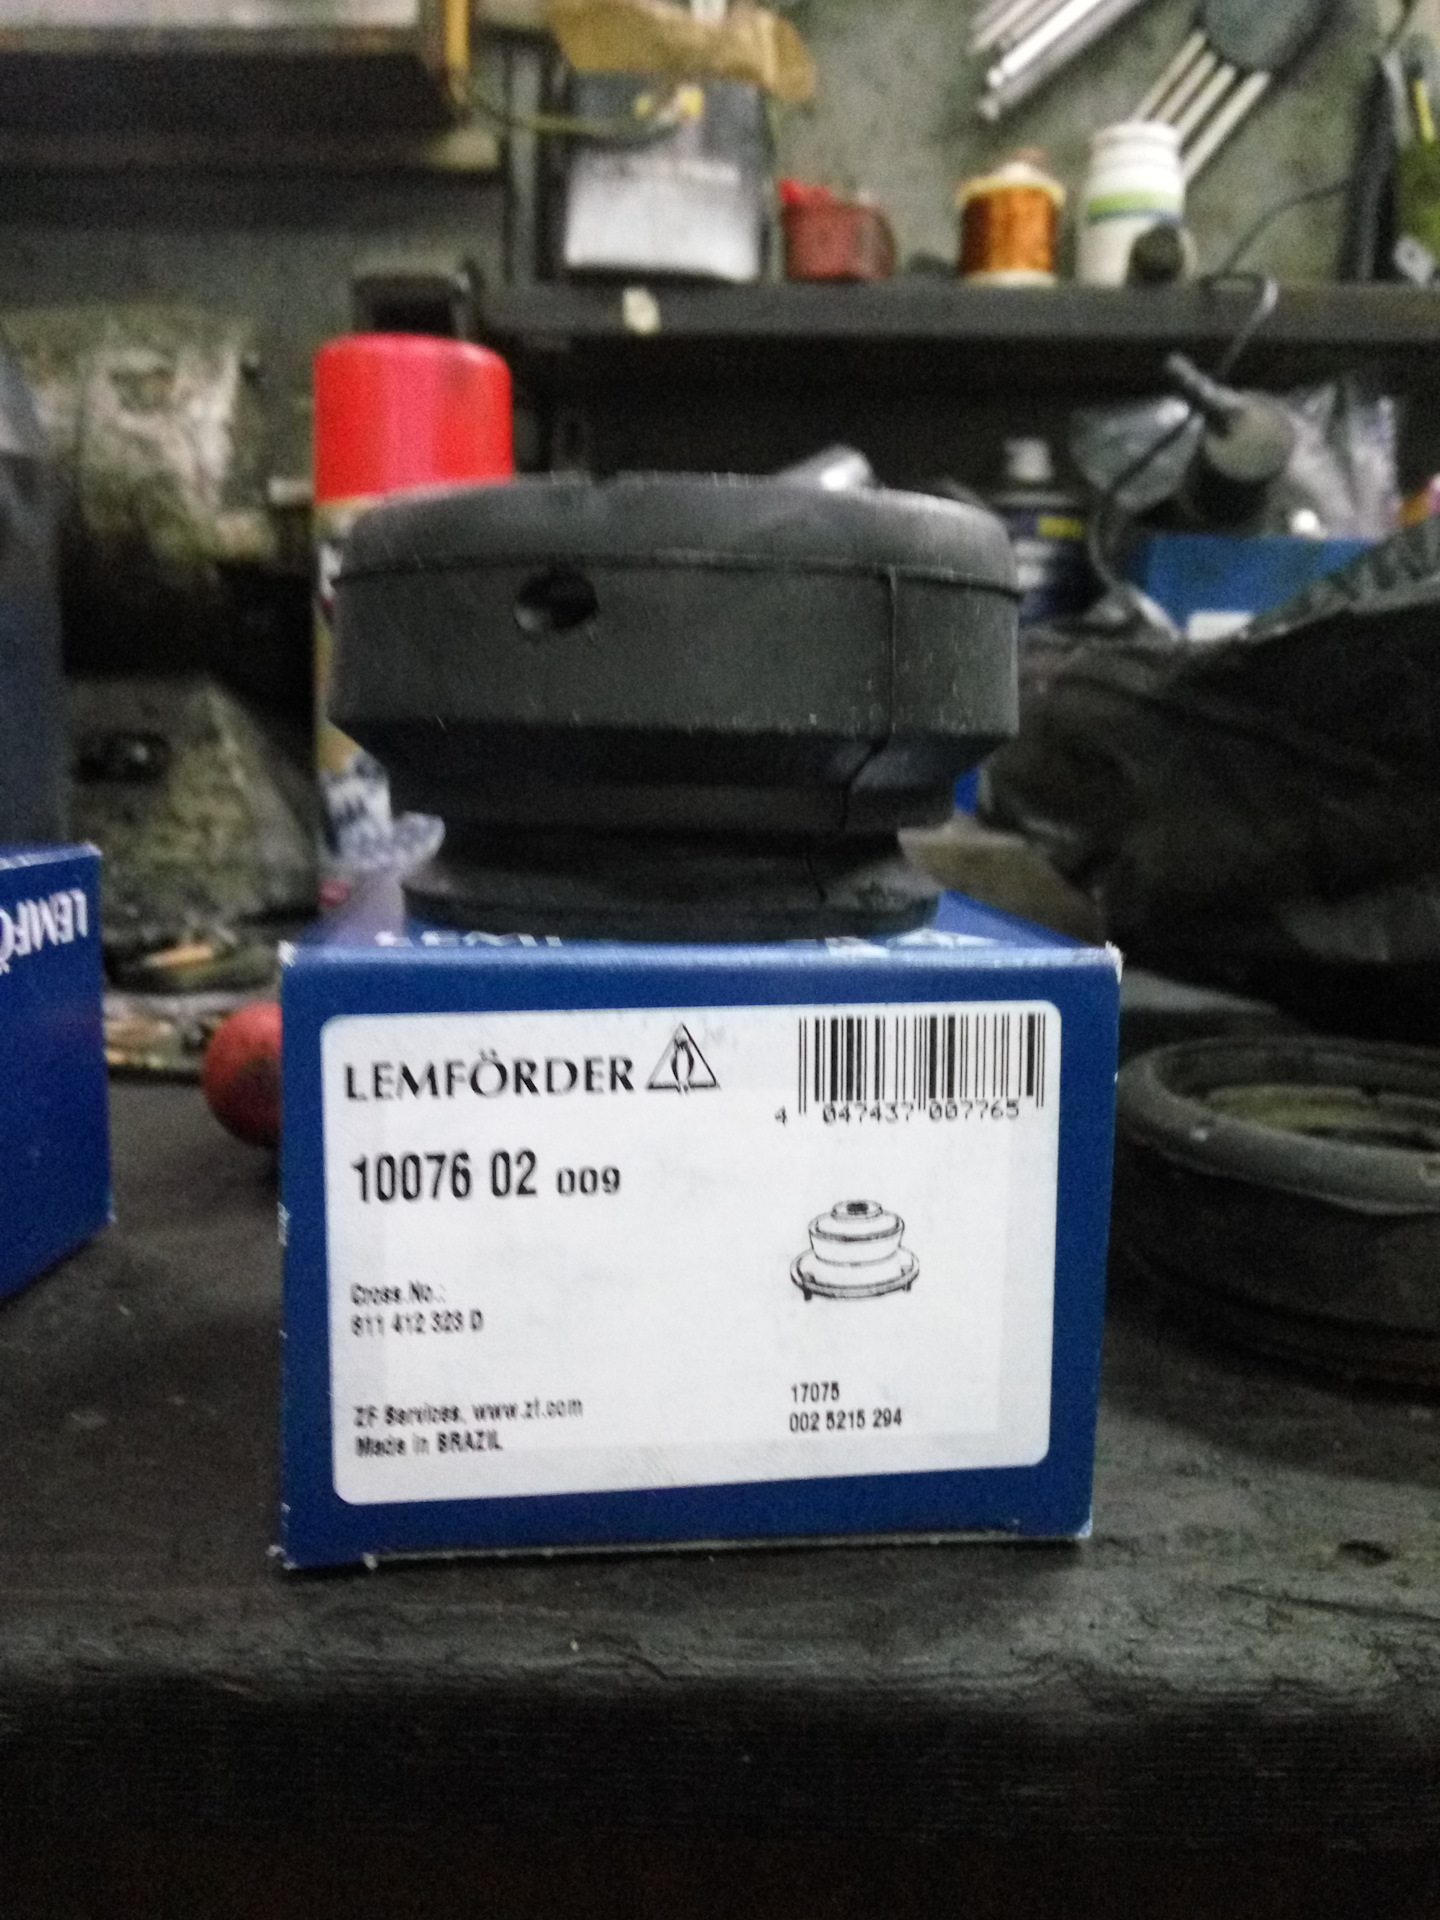 LEMFÖ
LEMFÖRDER
4 047437 007765
10076 02 009
Cross.No.:
811 412 323 D
17075
002 5215 294
ZF Services, www.zf.com
Made in BRAZIL